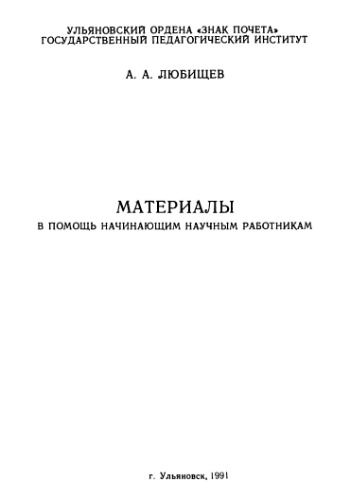 УЛЬЯНОВСКИЙ ОРДЕНА «ЗНАК ПОЧЕТА»
ГОСУДАРСТВЕННЫЙ ПЕДАГОГИЧЕСКИЙ ИНСТИТУТ
А. А. ЛЮБИЩЕВ
МАТЕРИАЛЫ
В ПОМОЩЬ НАЧИНАЮЩИМ НАУЧНЫМ РАБОТНИКАМ
г. Ульяновск, 1991